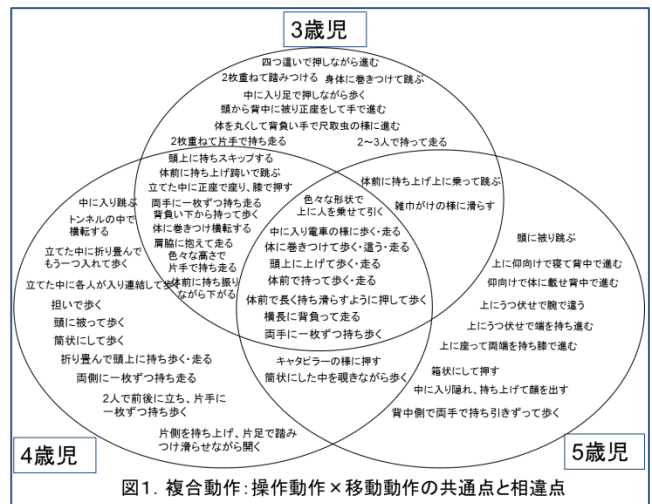 3歳児
四つ這いで押しながら進む
2枚重ねて踏みつける 身体に巻きつけて跳ぶ
中に入り足で押しながら歩く
頭から背中に被り正座をして手で進む
体を丸くして背負い手で尺取虫の様に進む
2枚重ねて片手で持ち走る
2〜3人で持って走る
頭上に持ちスキップする
体前に持ち上げ跨いで跳ぶ
立てた中に正座で座り、膝で押す
両手に一枚ずつ持ち走る
背負い下から持って歩く
体に巻きつけ横転する
肩脇に抱えて走る
色々な高さで
片手で持ち走る
体前に持ち振り
ながら下がる
体前に持ち上げ上に乗って跳ぶ
雑巾がけの様に滑らす
色々な形状で
上に人を乗せて引く
中に入り電車の様に歩く・走る
体に巻きつけて歩く・這う・走る
頭上に上げて歩く・走る
体前で持って歩く・走る
体前で長く持ち滑らすように押して歩く
横長に背負って走る
両手に一枚ずつ持ち歩く
キャタピラーの様に押す
筒状にした中を覗きながら歩く
中に入り跳ぶ
トンネルの中で
横転する
立てた中に折り畳んで
もう一つ入れて歩く
立てた中に各人が入り連結して歩く
担いで歩く
頭に被って歩く
筒状にして歩く
折り畳んで頭上に持ち歩く・走る
両側に一枚ずつ持ち走る
2人で前後に立ち、片手に
一枚ずつ持ち歩く
片側を持ち上げ、片足で踏み
つけ滑らせながら開く
4歳児
頭に被り跳ぶ
上に仰向けで寝て背中で進む
仰向けで体に載せ背中で進む
上にうつ伏せで腕で這う
上にうつ伏せで端を持ち進む
上に座って両端を持ち膝で進む
箱状にして押す
中に入り隠れ、持ち上げて顔を出す
背中側で両手で持ち引きずって歩く
5歳児
図1. 複合動作:操作動作×移動動作の共通点と相違点